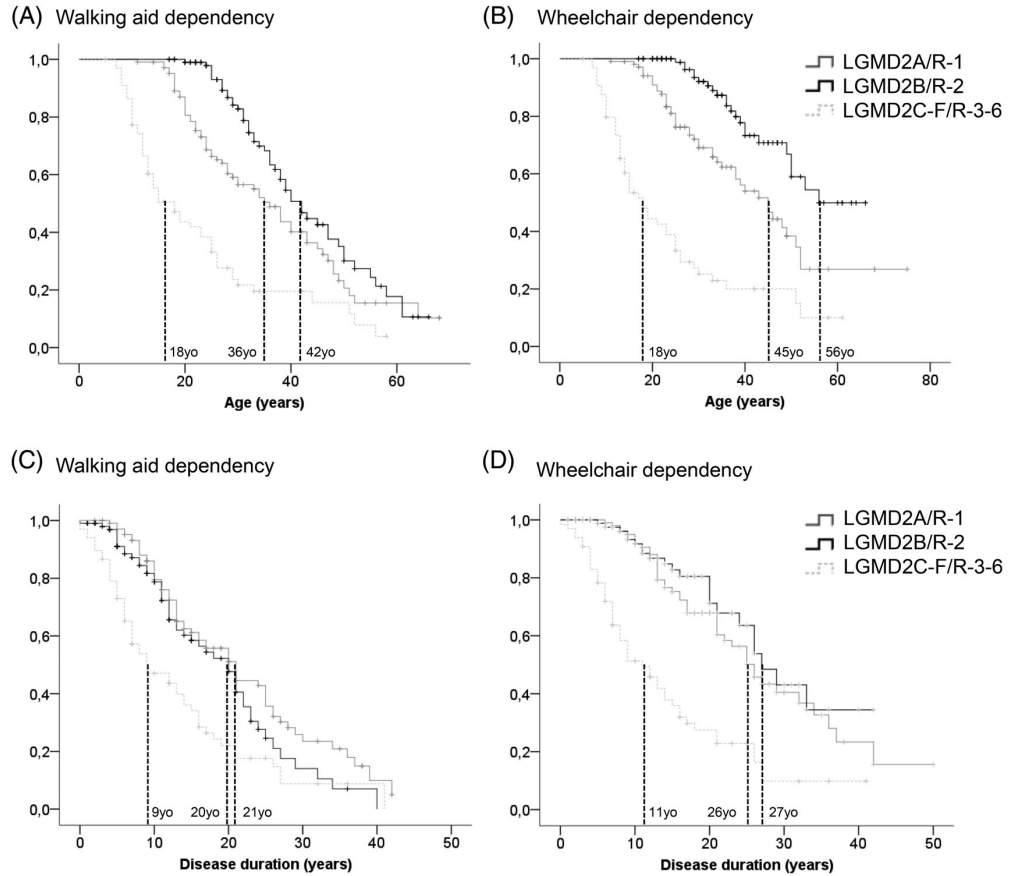 (A) Walking aid dependency
1,0
0,8
0,6
0,4
0,2
0,0
18yo 36yo 42yo
0 20 40 60
Age (years)
(B) Wheelchair dependency
LGMD2A/R-1
LGMD2B/R-2
LGMD2C-F/R-3-6
1,0
0,8
0,6
0,4
0,2
0,0
18yo 45yo 56yo
0 20 40 60 80
Age (years)
(C) Walking aid dependency
1,0
0,8
0,6
0,4
0,2
0,0
9yo 20yo 21yo
0 10 20 30 40 50
Disease duration (years)
(D) Wheelchair dependency
LGMD2A/R-1
LGMD2B/R-2
LGMD2C-F/R-3-6
1,0
0,8
0,6
0,4
0,2
0,0
11yo 26yo 27yo
0 10 20 30 40 50
Disease duration (years)